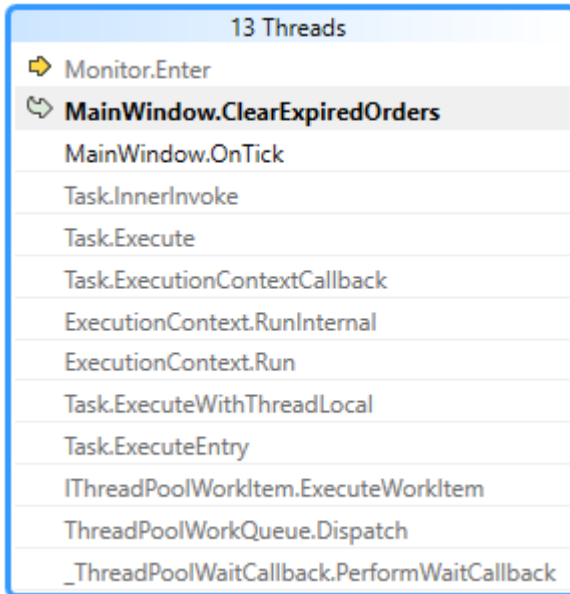 13 Threads
Monitor.Enter
MainWindow.ClearExpiredOrders
MainWindow.OnTick
Task.InnerInvoke
Task.Execute
Task.ExecutionContextCallback
ExecutionContext.RunInternal
ExecutionContext.Run
Task.ExecuteWithThreadLocal
Task.ExecuteEntry
IThreadPoolWorkItem.ExecuteWorkItem
ThreadPoolWorkQueue.Dispatch
_ThreadPoolWaitCallback.PerformWaitCallback